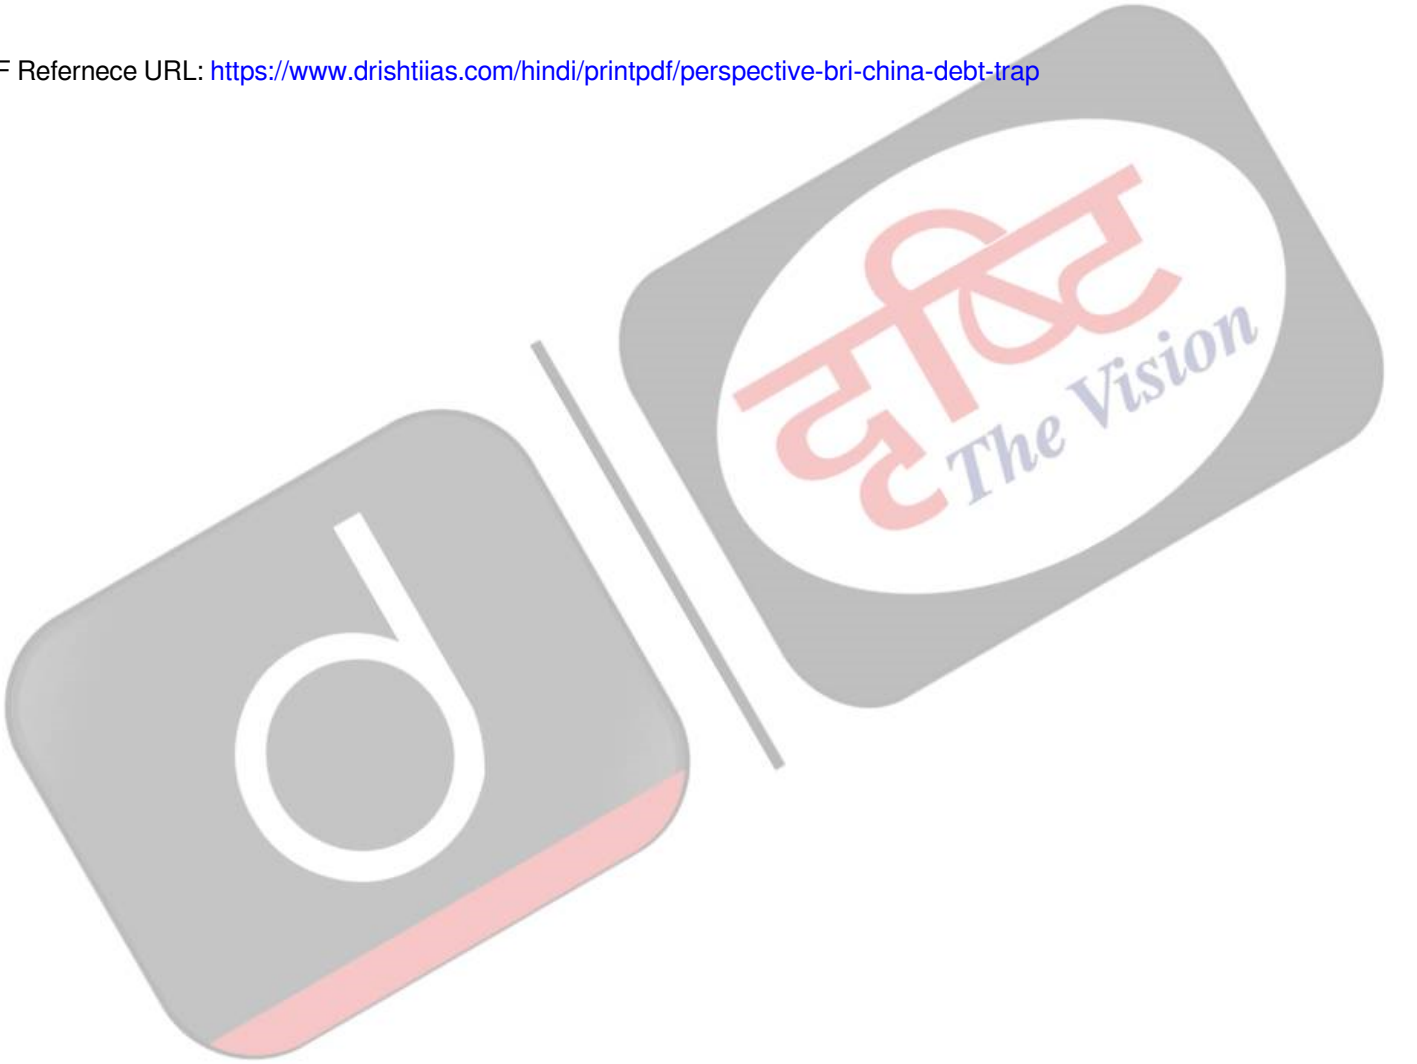 F Refernece URL: https://www.drishtiias.com/hindi/printpdf/perspective-bri-china-debt-trap
दृष्टि
The Vision
d